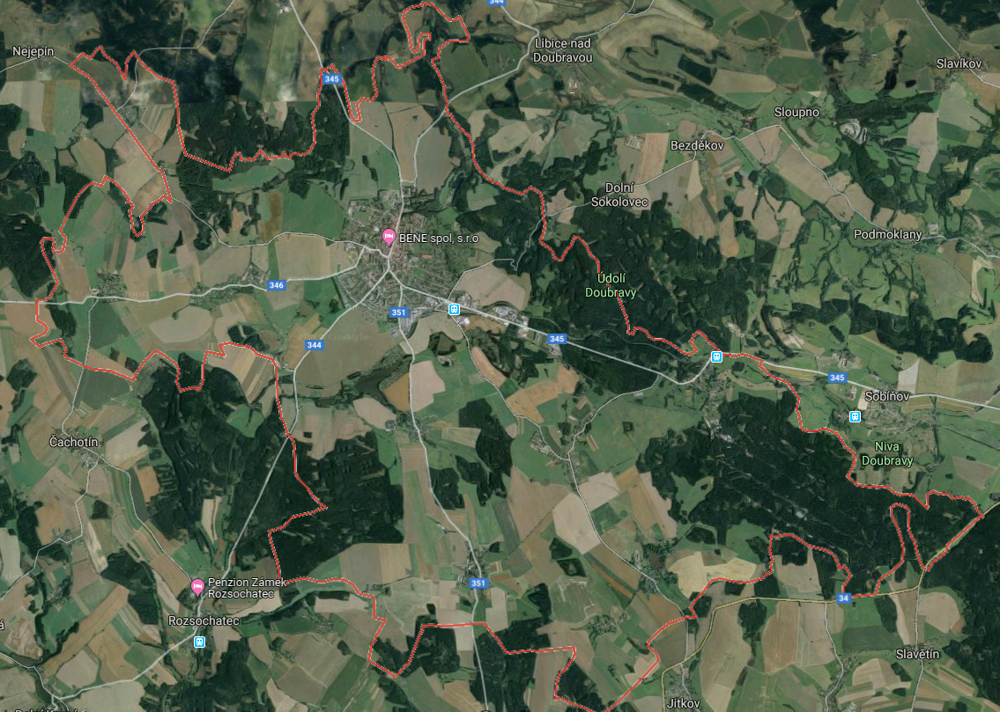 344
Nejepín
Libice nad
Doubravou
Slavíkov
345
Sloupno
Bezděkov
Dolní
Sokolovec
BENE spol, s.r.o
Podmoklany
Údolí
Doubravy
346
351
345
344
345
Sobíňov
Čachotín
Niva
Doubravy
351
Penzion Zámek
Rozsochatec
34
Rozsochatec
á
Slavětín
Jitkov